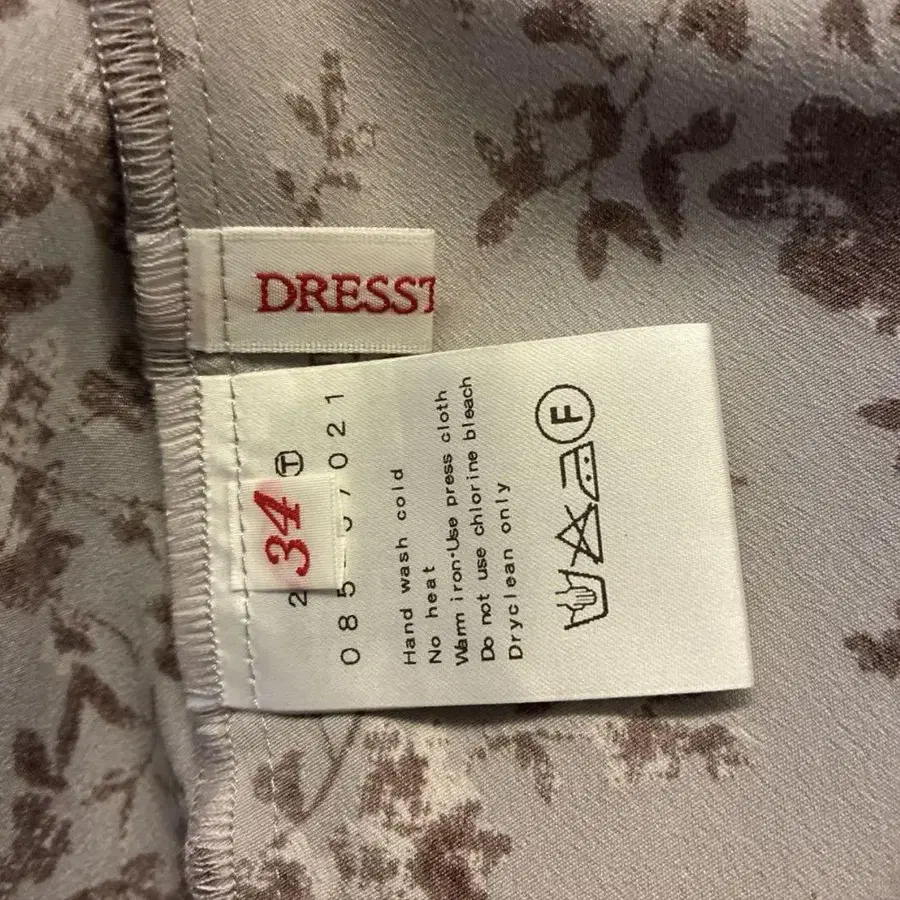 DRESST
34
T
2
085 021
Hand wash cold
No heat
Warm iron·Use press cloth
Do not use chlorine bleach
Dryclean only
F